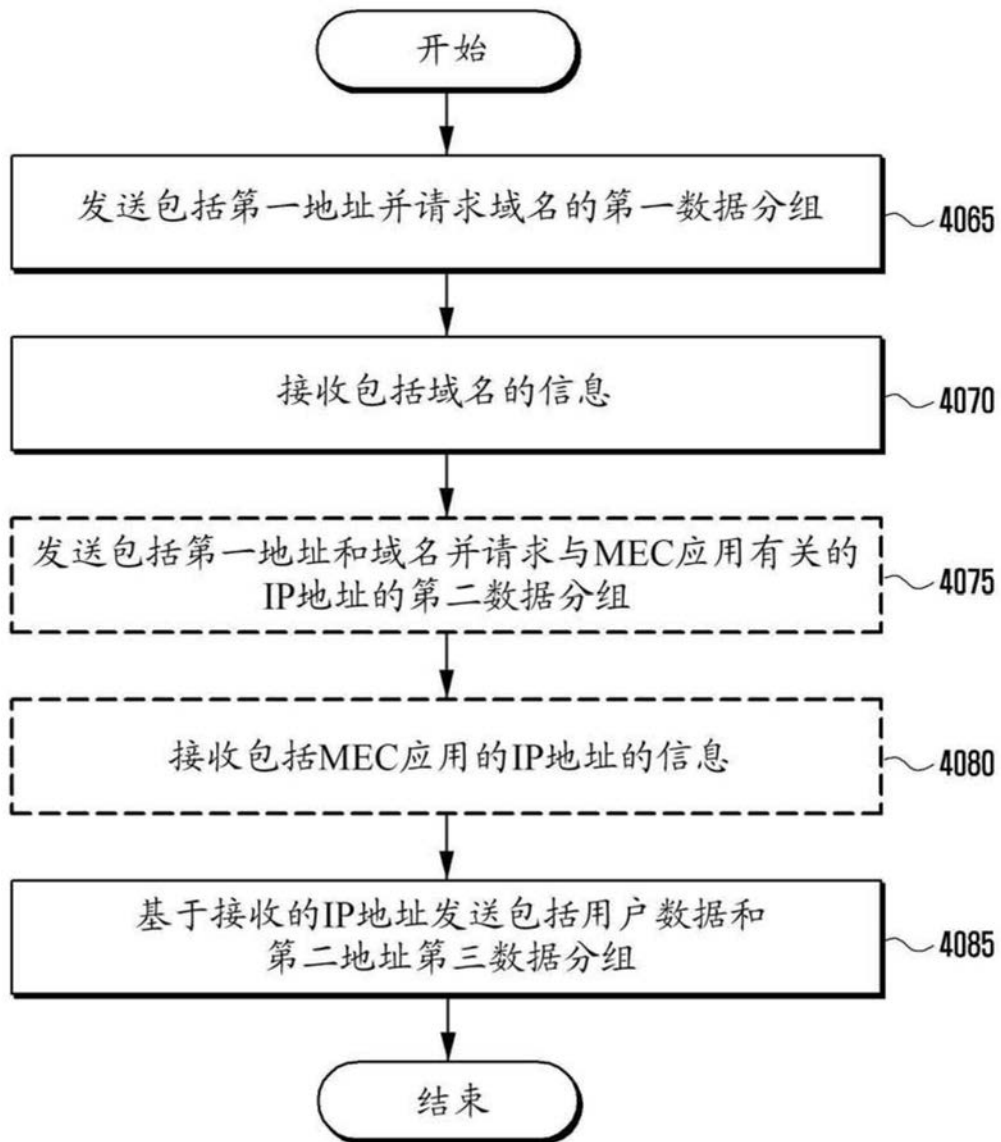 开始
发送包括第一地址并请求域名的第一数据分组
4065
接收包括域名的信息
4070
发送包括第一地址和域名并请求与MEC应用有关的
IP地址的第二数据分组
4075
接收包括MEC应用的IP地址的信息
4080
基于接收的IP地址发送包括用户数据和
第二地址第三数据分组
4085
结束